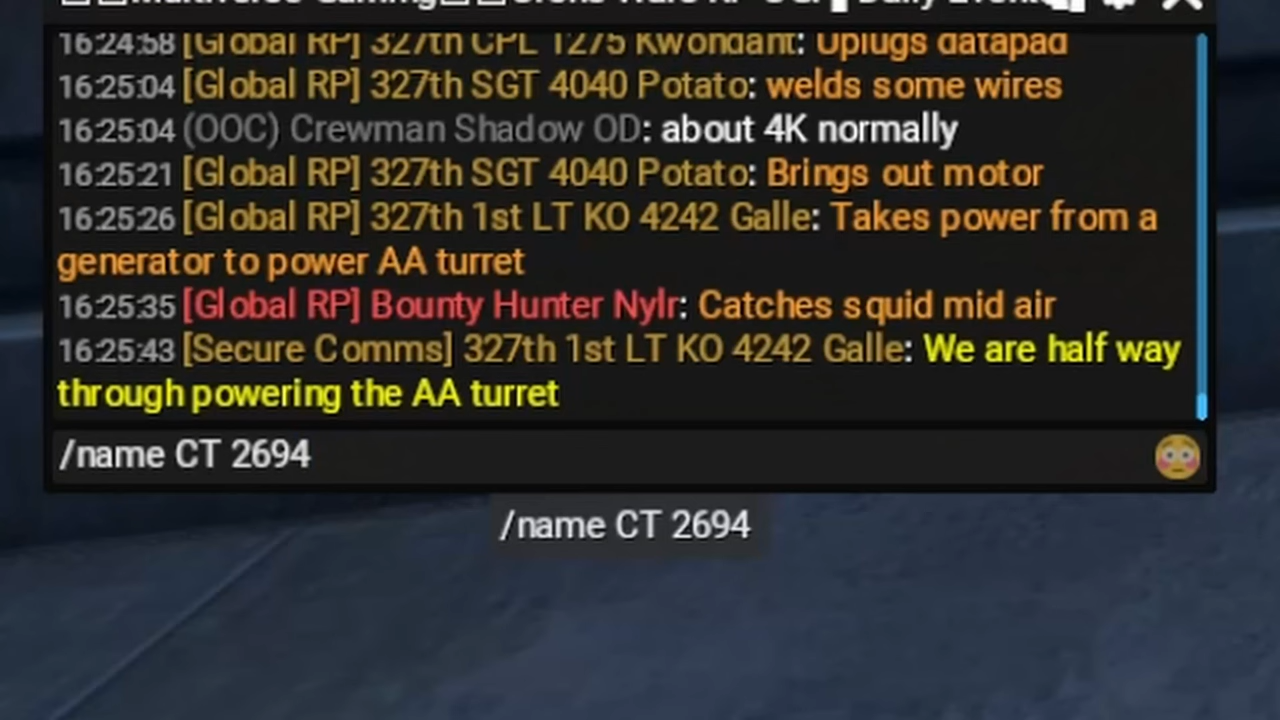 16:24:58 [Global RP] 327th CPL 1275 Kwondant: Uplugs datapad
16:25:04 [Global RP] 327th SGT 4040 Potato: welds some wires
16:25:04 (OOC) Crewman Shadow OD: about 4K normally
16:25:21 [Global RP] 327th SGT 4040 Potato: Brings out motor
16:25:26 [Global RP] 327th 1st LT KO 4242 Galle: Takes power from a
generator to power AA turret
16:25:35 [Global RP] Bounty Hunter Nylr: Catches squid mid air
16:25:43 [Secure Comms] 327th 1st LT KO 4242 Galle: We are half way
through powering the AA turret
/name CT 2694
/name CT 2694